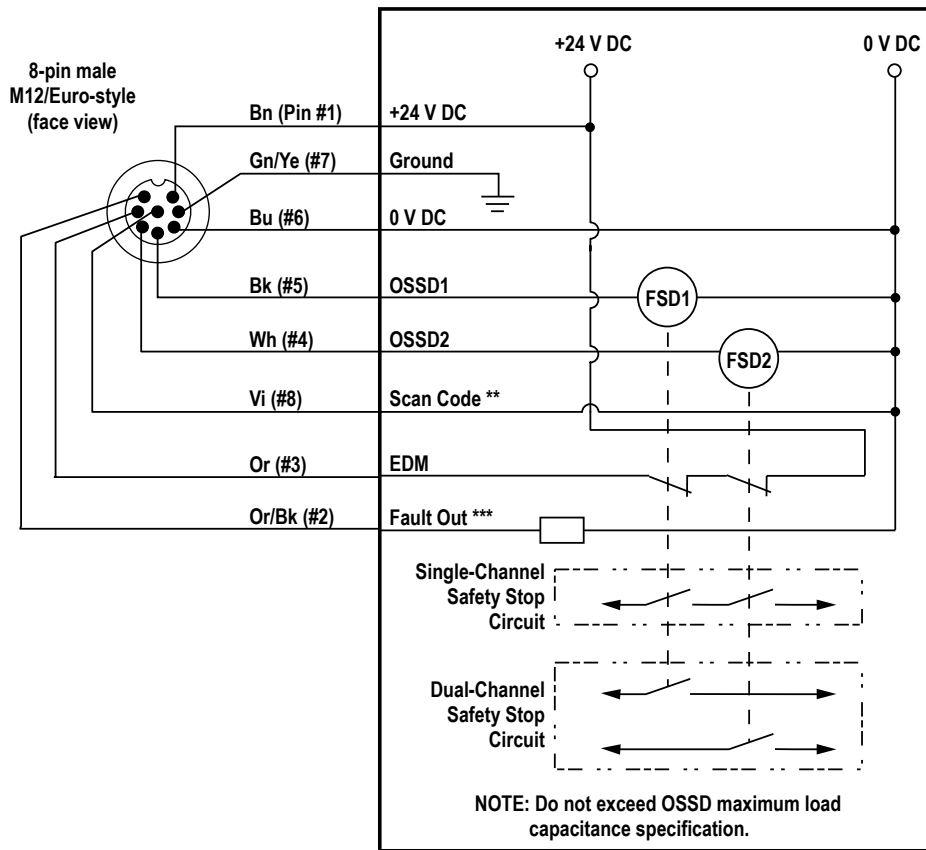 +24 V DC
0 V DC
8-pin male
M12/Euro-style
(face view)
Bn (Pin #1)
+24 V DC
Gn/Ye (#7)
Ground
Bu (#6)
0 V DC
Bk (#5)
OSSD1
FSD1
Wh (#4)
OSSD2
FSD2
Vi (#8)
Scan Code **
Or (#3)
EDM
Or/Bk (#2)
Fault Out ***
Single-Channel
Safety Stop
Circuit
Dual-Channel
Safety Stop
Circuit
NOTE: Do not exceed OSSD maximum load
capacitance specification.